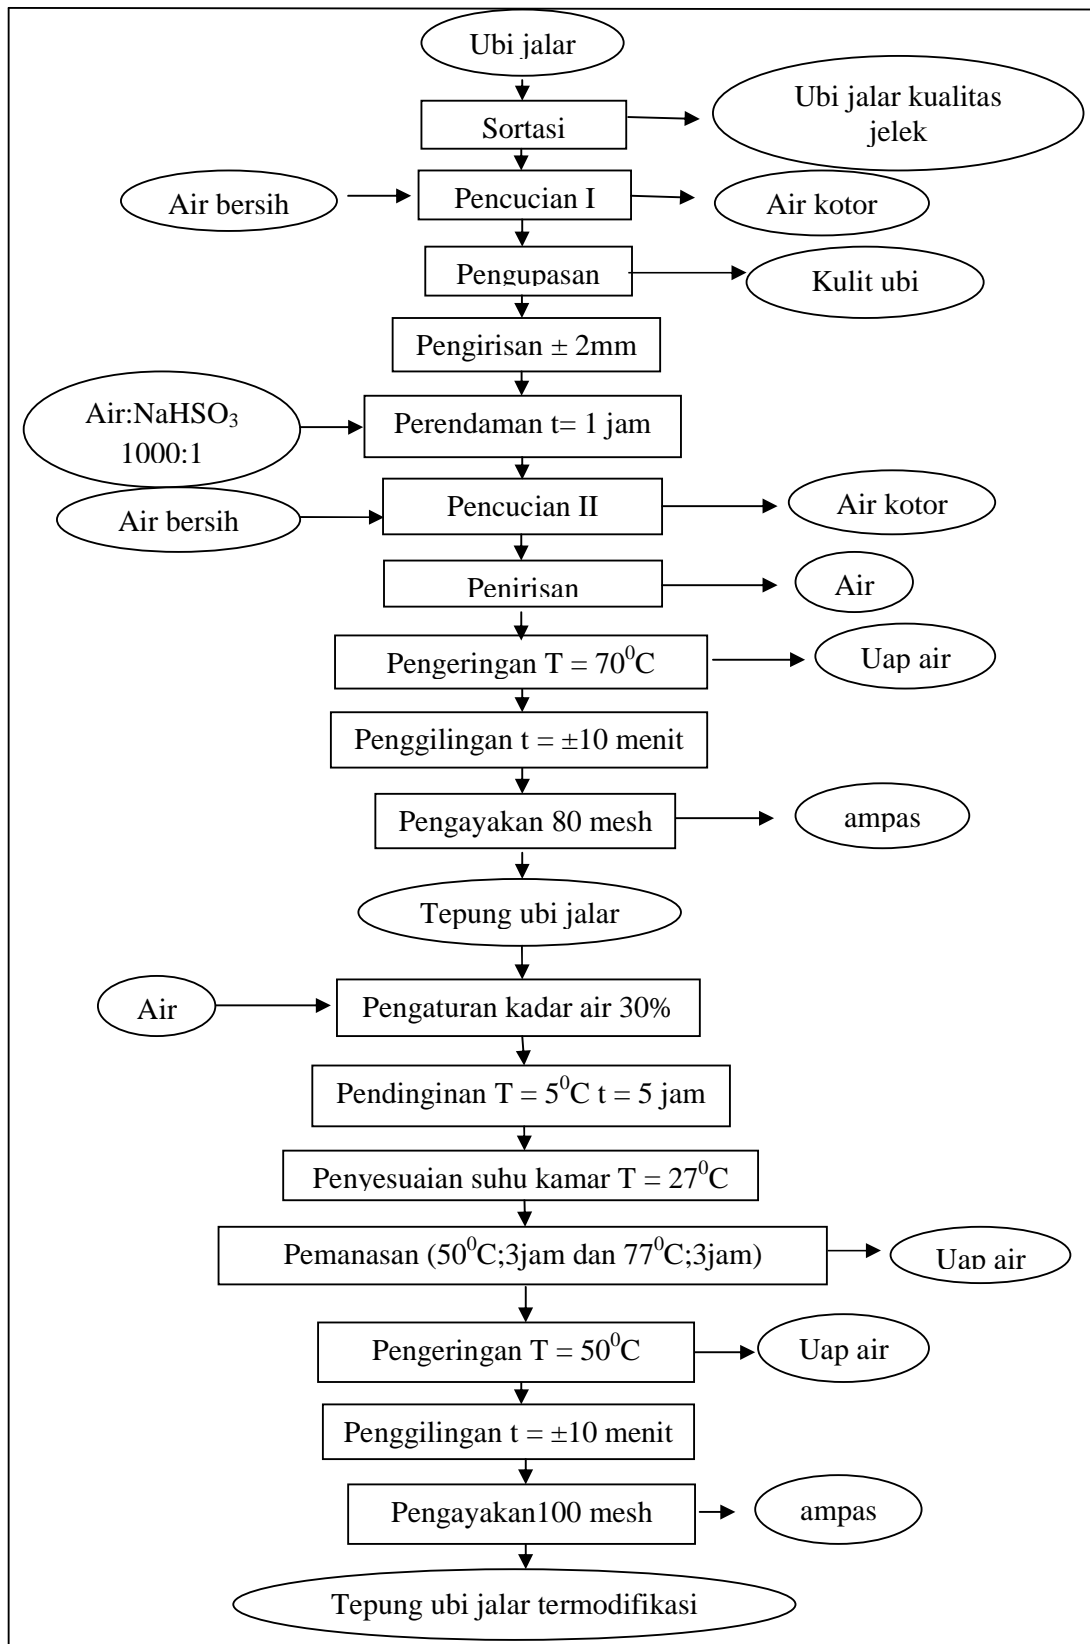 Ubi jalar
Sortasi
Ubi jalar kualitas
jelek
Air bersih
Pencucian I
Air kotor
Pengupasan
Kulit ubi
Pengirisan ± 2mm
Air:NaHSO₃
1000:1
Perendaman t= 1 jam
Air bersih
Pencucian II
Air kotor
Penirisan
Air
Pengeringan T = 70⁰C
Uap air
Penggilingan t = ±10 menit
Pengayakan 80 mesh
ampas
Tepung ubi jalar
Air
Pengaturan kadar air 30%
Pendinginan T = 5⁰C t = 5 jam
Penyesuaian suhu kamar T = 27⁰C
Pemanasan (50⁰C;3jam dan 77⁰C;3jam)
Uap air
Pengeringan T = 50⁰C
Uap air
Penggilingan t = ±10 menit
Pengayakan100 mesh
ampas
Tepung ubi jalar termodifikasi